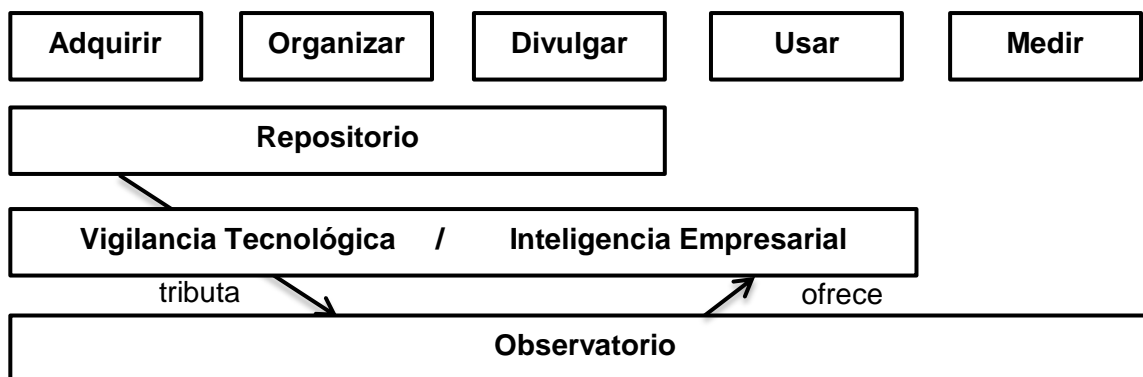 Adquirir Organizar Divulgar Usar Medir
Repositorio
Vigilancia Tecnológica / Inteligencia Empresarial
tributa ofrece
Observatorio